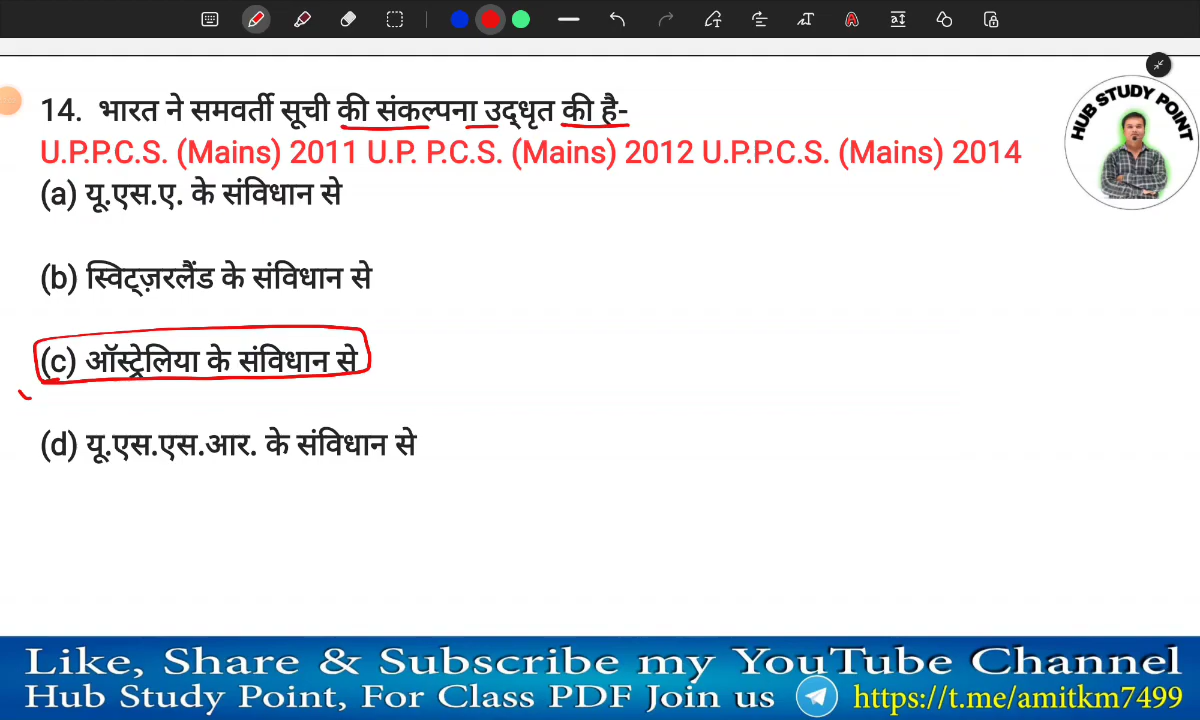 14. भारत ने समवर्ती सूची की संकल्पना उद्धृत की है-
U.P.P.C.S. (Mains) 2011 U.P. P.C.S. (Mains) 2012 U.P.P.C.S. (Mains) 2014
HUB STUDY POINT
(a) यू.एस.ए. के संविधान से
(b) स्विट्ज़रलैंड के संविधान से
(c) ऑस्ट्रेलिया के संविधान से
(d) यू.एस.एस.आर. के संविधान से
Like, Share & Subscribe my YouTube Channel
Hub Study Point, For Class PDF Join us https://t.me/amitkm7499